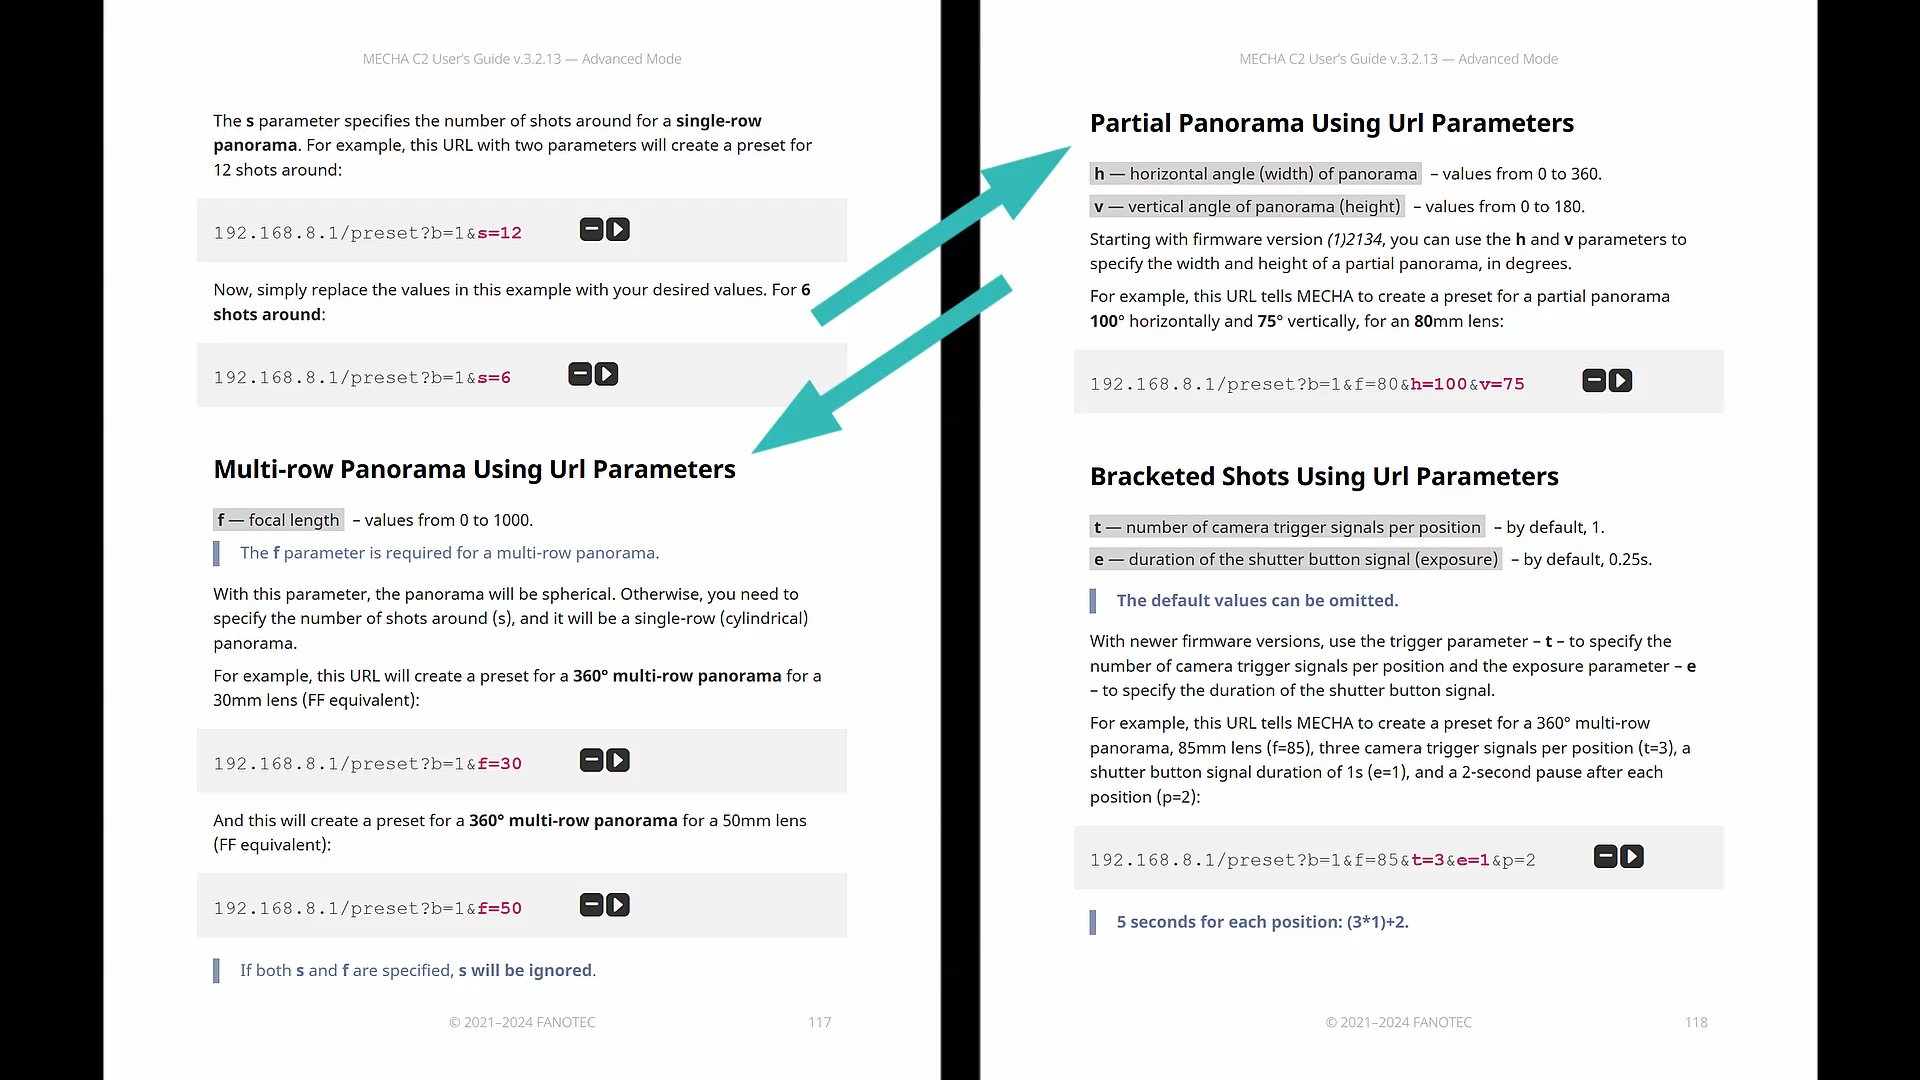 MECHA C2 User's Guide v.3.2.13 — Advanced Mode
The s parameter specifies the number of shots around for a single-row
panorama. For example, this URL with two parameters will create a preset for
12 shots around:
192.168.8.1/preset?b=1&s=12
Now, simply replace the values in this example with your desired values. For 6
shots around:
192.168.8.1/preset?b=1&s=6
Multi-row Panorama Using Url Parameters
f — focal length – values from 0 to 1000.
The f parameter is required for a multi-row panorama.
With this parameter, the panorama will be spherical. Otherwise, you need to
specify the number of shots around (s), and it will be a single-row (cylindrical)
panorama.
For example, this URL will create a preset for a 360° multi-row panorama for a
30mm lens (FF equivalent):
192.168.8.1/preset?b=1&f=30
And this will create a preset for a 360° multi-row panorama for a 50mm lens
(FF equivalent):
192.168.8.1/preset?b=1&f=50
If both s and f are specified, s will be ignored.
© 2021–2024 FANOTEC 117
MECHA C2 User's Guide v.3.2.13 — Advanced Mode
Partial Panorama Using Url Parameters
h — horizontal angle (width) of panorama – values from 0 to 360.
v — vertical angle of panorama (height) – values from 0 to 180.
Starting with firmware version (1)2134, you can use the h and v parameters to
specify the width and height of a partial panorama, in degrees.
For example, this URL tells MECHA to create a preset for a partial panorama
100° horizontally and 75° vertically, for an 80mm lens:
192.168.8.1/preset?b=1&f=80&h=100&v=75
Bracketed Shots Using Url Parameters
t — number of camera trigger signals per position – by default, 1.
e — duration of the shutter button signal (exposure) – by default, 0.25s.
The default values can be omitted.
With newer firmware versions, use the trigger parameter – t – to specify the
number of camera trigger signals per position and the exposure parameter – e
– to specify the duration of the shutter button signal.
For example, this URL tells MECHA to create a preset for a 360° multi-row
panorama, 85mm lens (f=85), three camera trigger signals per position (t=3), a
shutter button signal duration of 1s (e=1), and a 2-second pause after each
position (p=2):
192.168.8.1/preset?b=1&f=85&t=3&e=1&p=2
5 seconds for each position: (3*1)+2.
© 2021–2024 FANOTEC 118